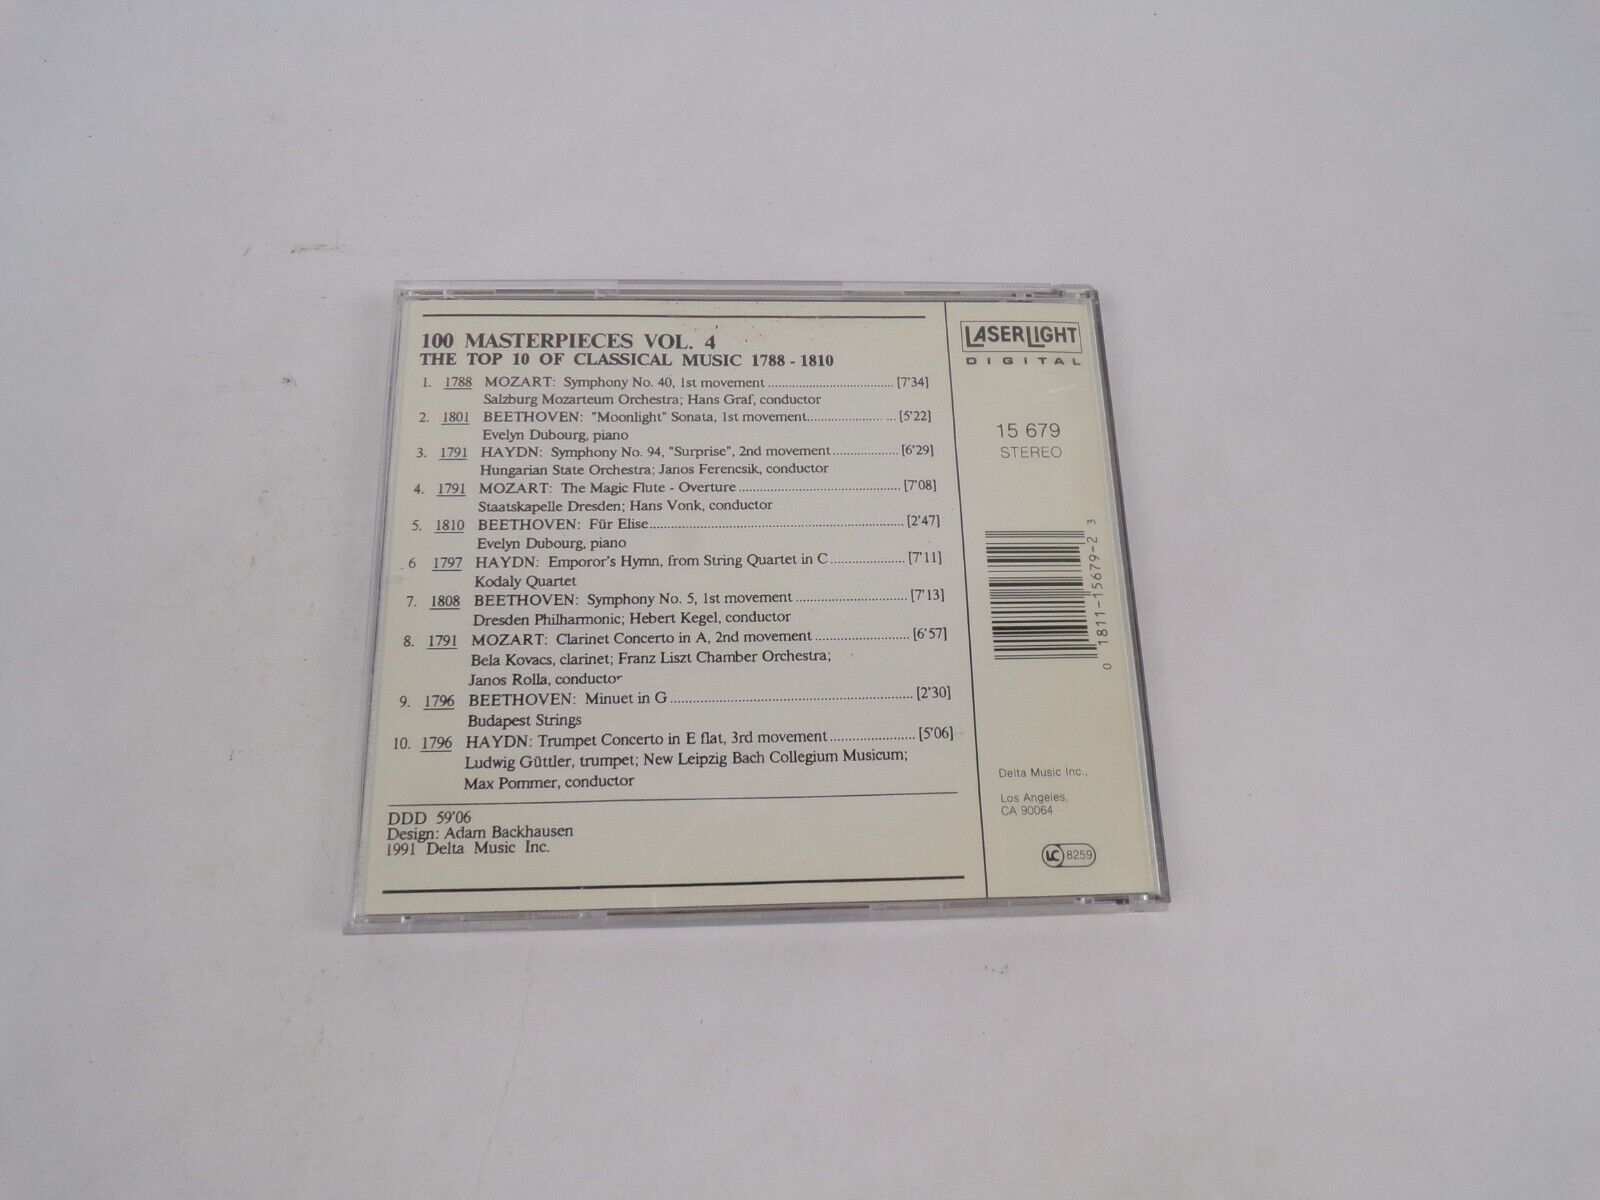 100 MASTERPIECES VOL. 4
THE TOP 10 OF CLASSICAL MUSIC 1788 - 1810
1. 1788 MOZART: Symphony No. 40, 1st movement [7'34]
Salzburg Mozarteum Orchestra; Hans Graf, conductor
2. 1801 BEETHOVEN: "Moonlight" Sonata, 1st movement [5'22]
Evelyn Dubourg, piano
3. 1791 HAYDN: Symphony No. 94, "Surprise", 2nd movement [6'29]
Hungarian State Orchestra; Janos Ferencsik, conductor
4. 1791 MOZART: The Magic Flute - Overture [7'08]
Staatskapelle Dresden; Hans Vonk, conductor
5. 1810 BEETHOVEN: Für Elise [2'47]
Evelyn Dubourg, piano
6 1797 HAYDN: Emporor's Hymn, from String Quartet in C [7'11]
Kodaly Quartet
7. 1808 BEETHOVEN: Symphony No. 5, 1st movement [7'13]
Dresden Philharmonic; Hebert Kegel, conductor
8. 1791 MOZART: Clarinet Concerto in A, 2nd movement [6'57]
Bela Kovacs, clarinet; Franz Liszt Chamber Orchestra;
Janos Rolla, conductor
9. 1796 BEETHOVEN: Minuet in G [2'30]
Budapest Strings
10. 1796 HAYDN: Trumpet Concerto in E flat, 3rd movement [5'06]
Ludwig Güttler, trumpet; New Leipzig Bach Collegium Musicum;
Max Pommer, conductor
DDD 59'06
Design: Adam Backhausen
1991 Delta Music Inc.
LASERLIGHT
DIGITAL
15 679
STEREO
0 1811-15679-2 3
Delta Music Inc.,
Los Angeles,
CA 90064
LC 8259